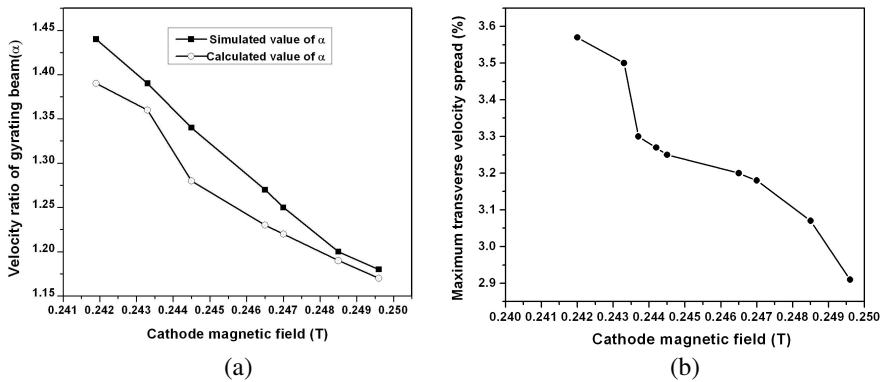 1.45
1.40
1.35
1.30
1.25
1.20
1.15
Velocity ratio of gyrating beam(α)
Simulated value of α
Calculated value of α
0.241 0.242 0.243 0.244 0.245 0.246 0.247 0.248 0.249 0.250
Cathode magnetic field (T)
(a)
3.6
3.5
3.4
3.3
3.2
3.1
3.0
2.9
Maximum transverse velocity spread (%)
0.240 0.241 0.242 0.243 0.244 0.245 0.246 0.247 0.248 0.249 0.250
Cathode magnetic field (T)
(b)